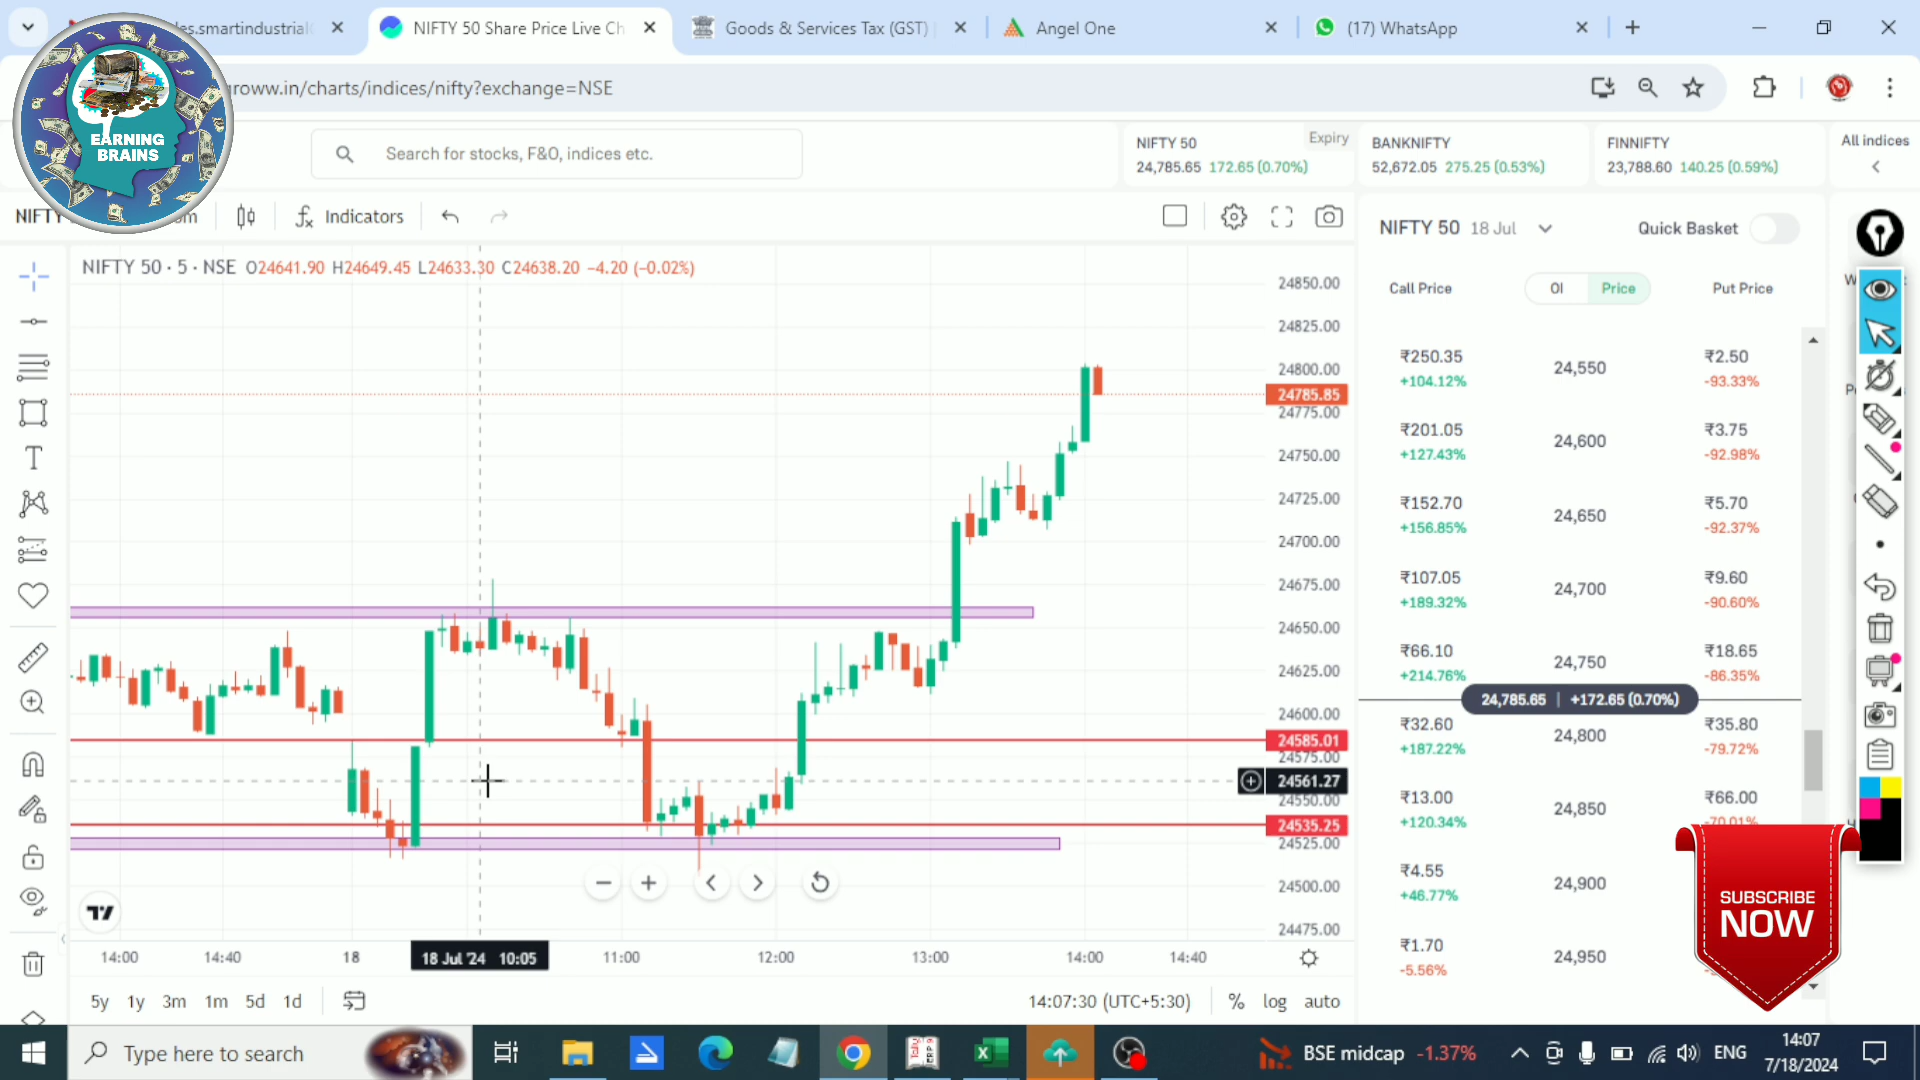 es.smartindustrial
NIFTY 50 Share Price Live Ch
Goods & Services Tax (GST) |
Angel One
(17) WhatsApp
groww.in/charts/indices/nifty?exchange=NSE
EARNING
BRAINS
Search for stocks, F&O, indices etc.
NIFTY 50
24,785.65 172.65 (0.70%)
Expiry
BANKNIFTY
52,672.05 275.25 (0.53%)
FINNIFTY
23,788.60 140.25 (0.59%)
All indices
NIFTY
Indicators
NIFTY 50 18 Jul
Quick Basket
NIFTY 50 · 5 · NSE O24641.90 H24649.45 L24633.30 C24638.20 −4.20 (−0.02%)
Call Price
OI
Price
Put Price
24850.00
24825.00
24800.00
24785.85
24775.00
24750.00
24725.00
24700.00
24675.00
24650.00
24625.00
24600.00
24585.01
24575.00
24561.27
24550.00
24535.25
24525.00
24500.00
24475.00
₹250.35 24,550 ₹2.50
+104.12% -93.33%
₹201.05 24,600 ₹3.75
+127.43% -92.98%
₹152.70 24,650 ₹5.70
+156.85% -92.37%
₹107.05 24,700 ₹9.60
+189.32% -90.60%
₹66.10 24,750 ₹18.65
+214.76% -86.35%
24,785.65 | +172.65 (0.70%)
₹32.60 24,800 ₹35.80
+187.22% -79.72%
₹13.00 24,850 ₹66.00
+120.34% -70.01%
₹4.55 24,900
+46.77%
₹1.70 24,950
-5.56%
SUBSCRIBE
NOW
14:00 14:40 18 18 Jul '24 10:05 11:00 12:00 13:00 14:00 14:40
5y 1y 3m 1m 5d 1d
14:07:30 (UTC+5:30) % log auto
Type here to search
BSE midcap -1.37%
ENG
14:07
7/18/2024